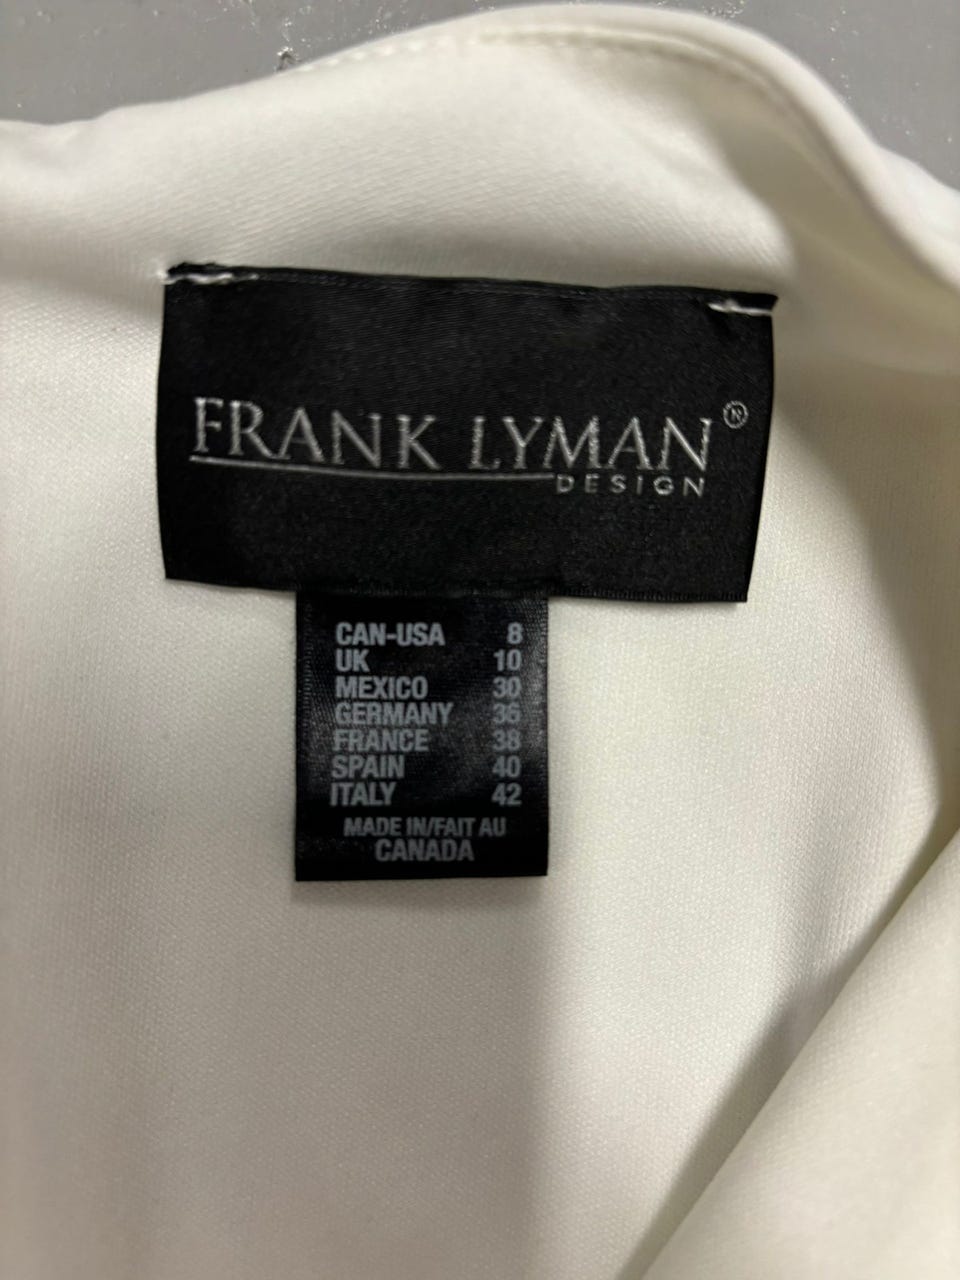 FRANK LYMAN®
DESIGN
CAN-USA 8
UK 10
MEXICO 30
GERMANY 36
FRANCE 38
SPAIN 40
ITALY 42
MADE IN/FAIT AU
CANADA